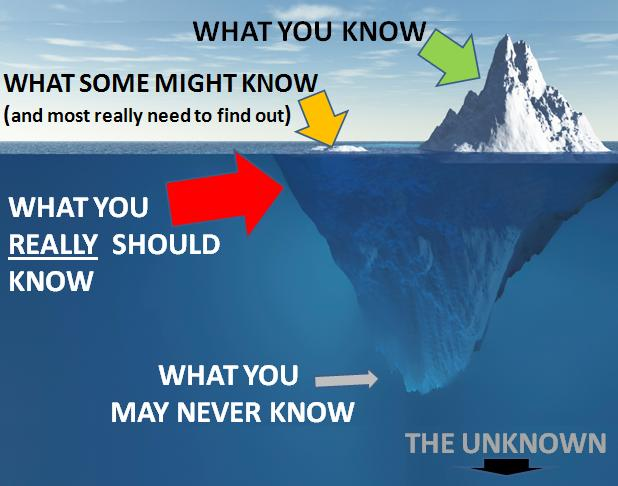 WHAT YOU KNOW
WHAT SOME MIGHT KNOW
(and most really need to find out)
WHAT YOU
REALLY SHOULD
KNOW
WHAT YOU
MAY NEVER KNOW
THE UNKNOWN